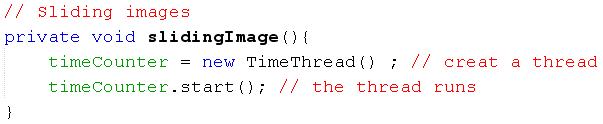 // Sliding images
private void slidingImage(){
    timeCounter = new TimeThread() ; // creat a thread
    timeCounter.start(); // the thread runs
}